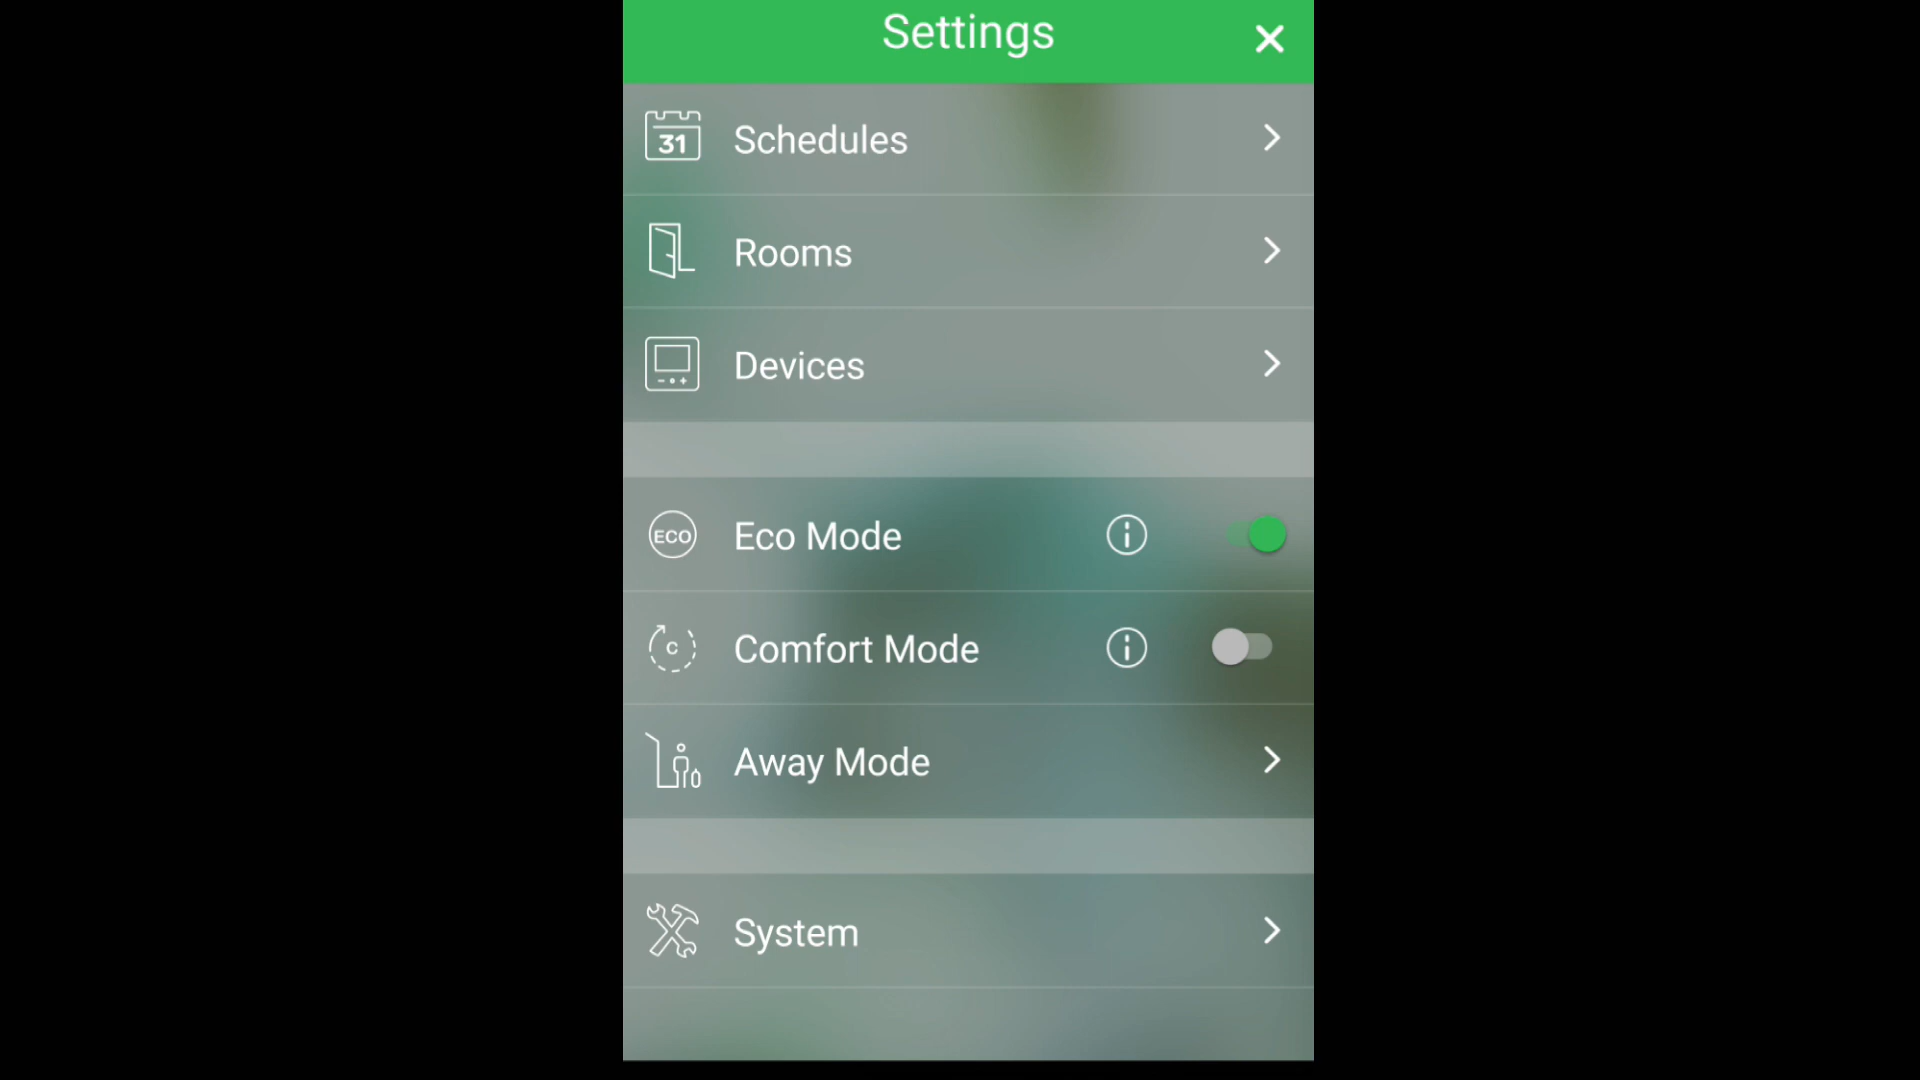 Settings
31
Schedules
Rooms
Devices
ECO
Eco Mode
C
Comfort Mode
Away Mode
System